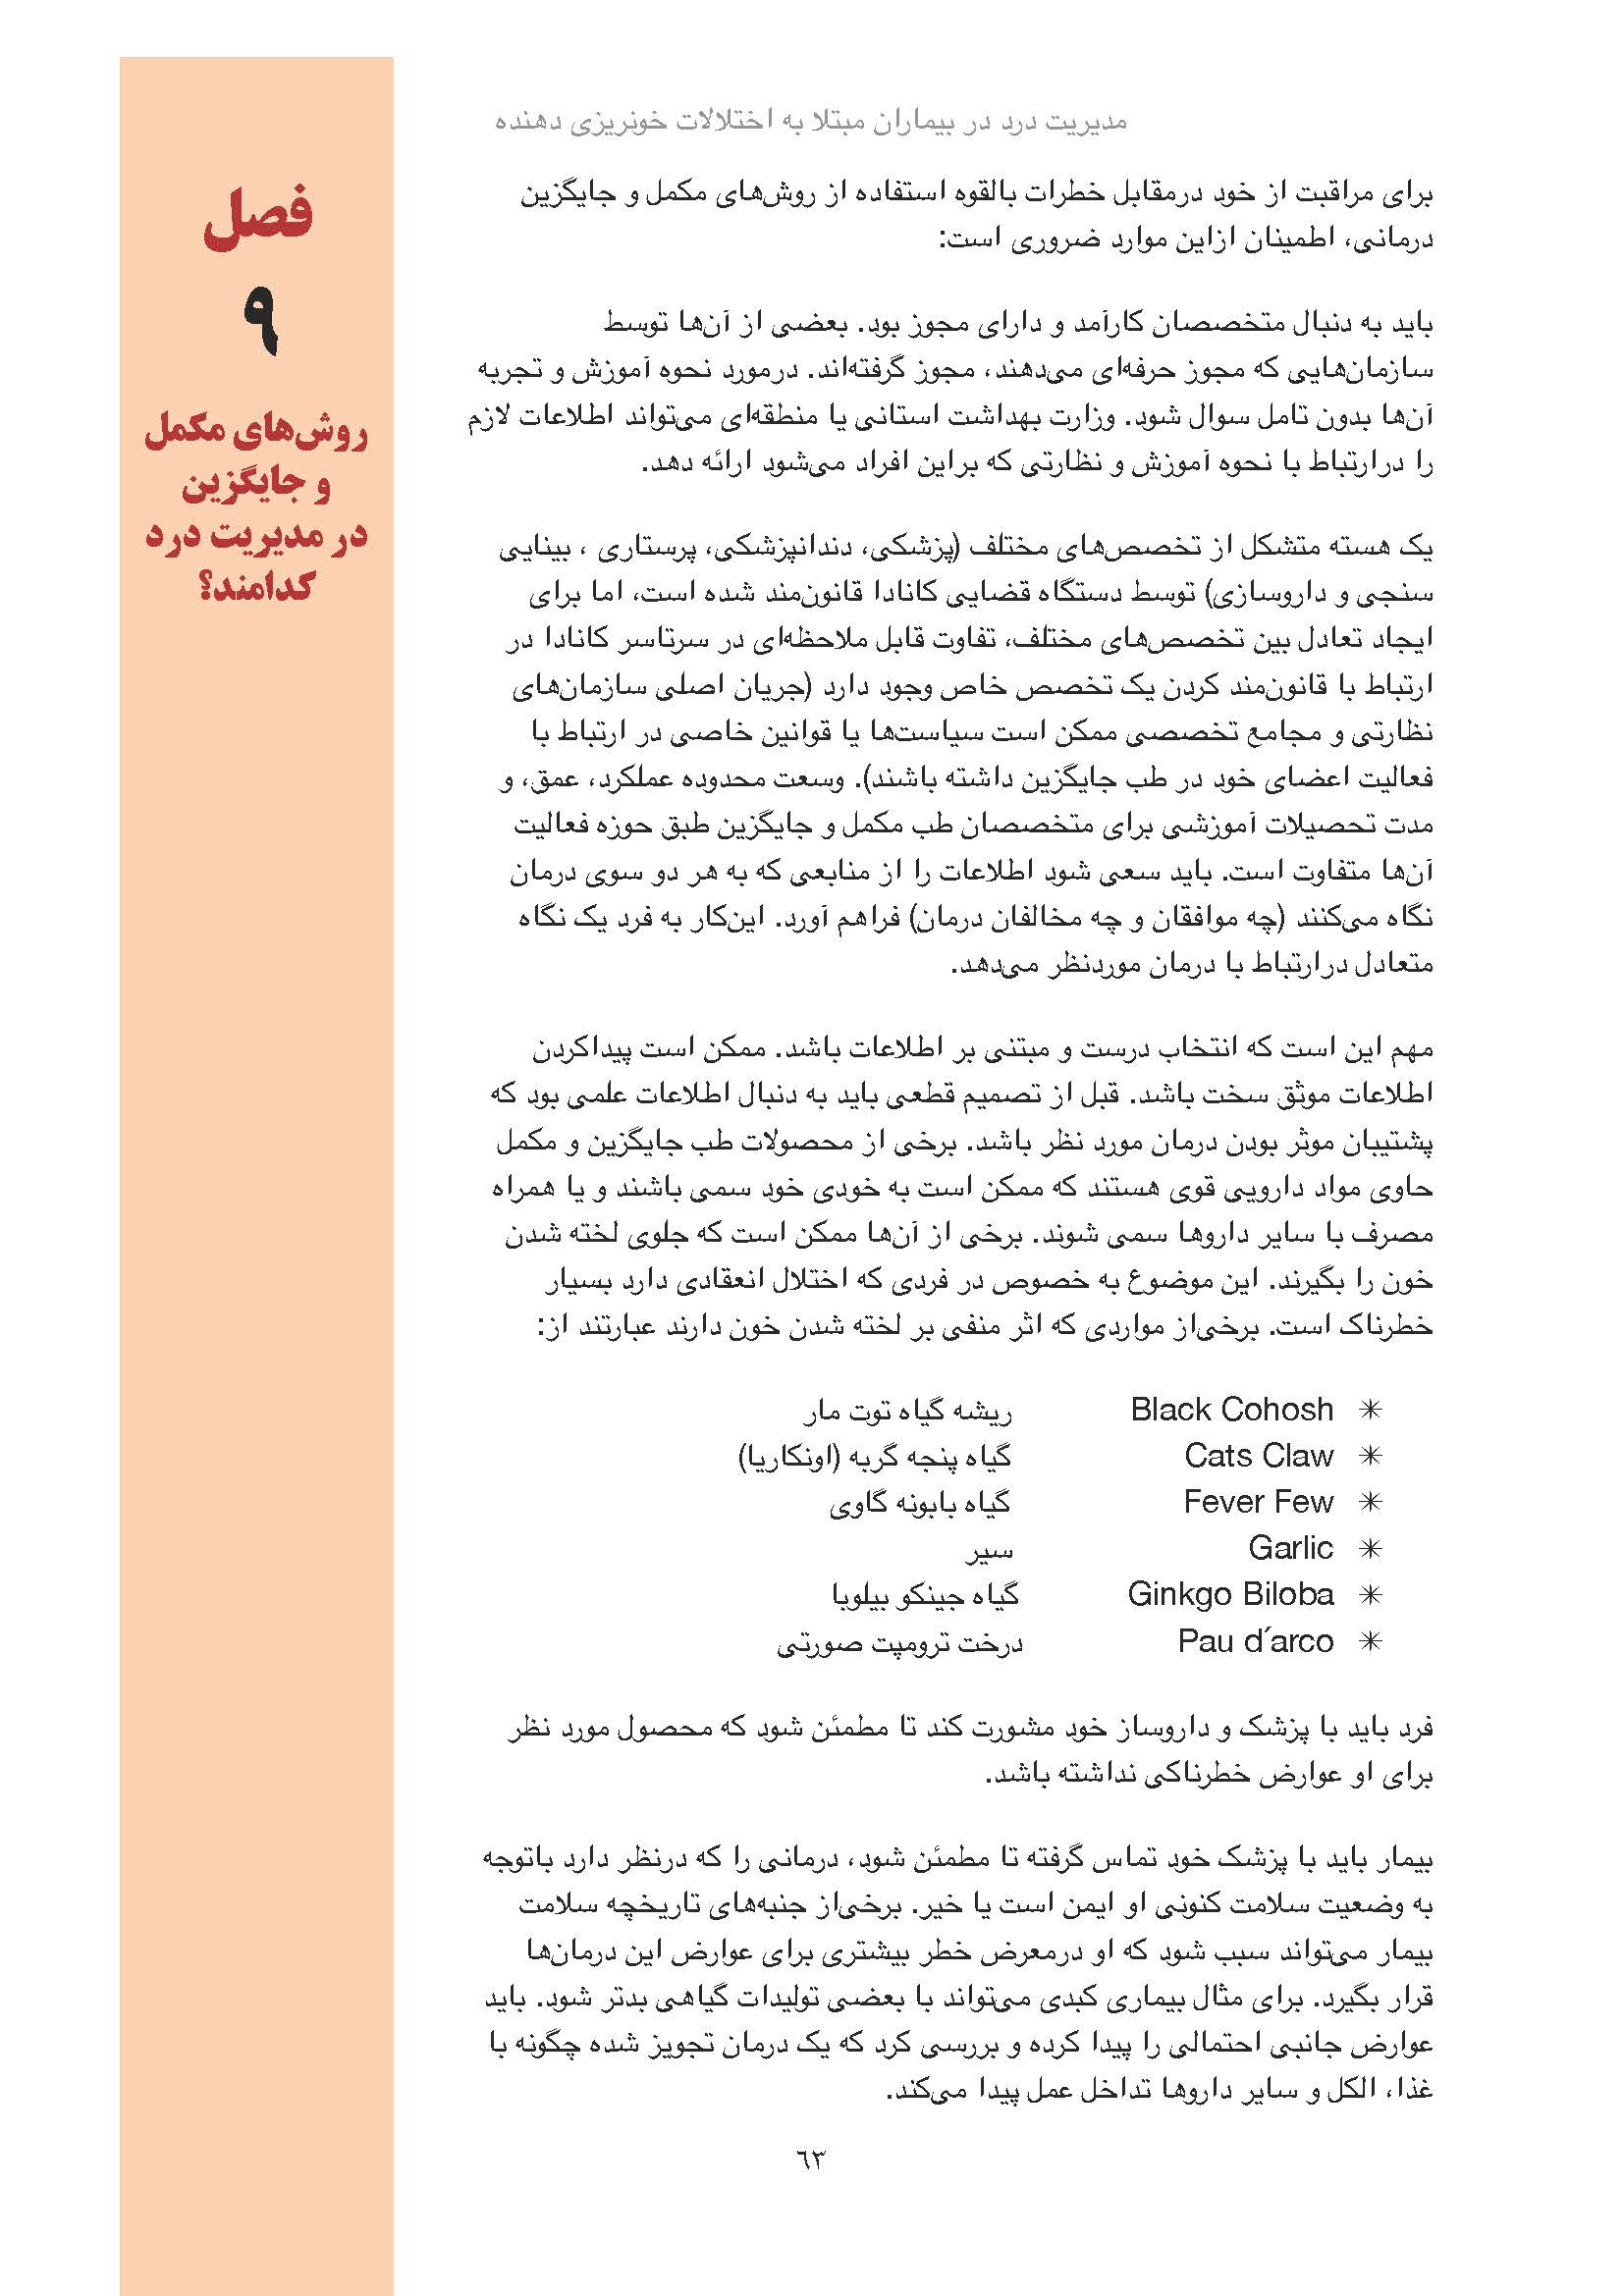 مدیریت درد در بیماران مبتلا به اختلالات خونریزی دهنده
فصل
۹
روش‌های مکمل
و جایگزین
در مدیریت درد
کدامند؟
برای مراقبت از خود درمقابل خطرات بالقوه استفاده از روش‌های مکمل و جایگزین
درمانی، اطمینان ازاین موارد ضروری است:
باید به دنبال متخصصان کارآمد و دارای مجوز بود. بعضی از آن‌ها توسط
سازمان‌هایی که مجوز حرفه‌ای می‌دهند، مجوز گرفته‌اند. درمورد نحوه آموزش و تجربه
آن‌ها بدون تامل سوال شود. وزارت بهداشت استانی یا منطقه‌ای می‌تواند اطلاعات لازم
را درارتباط با نحوه آموزش و نظارتی که براین افراد می‌شود ارائه دهد.
یک هسته متشکل از تخصص‌های مختلف (پزشکی، دندانپزشکی، پرستاری ، بینایی
سنجی و داروسازی) توسط دستگاه قضایی کانادا قانون‌مند شده است، اما برای
ایجاد تعادل بین تخصص‌های مختلف، تفاوت قابل ملاحظه‌ای در سرتاسر کانادا در
ارتباط با قانون‌مند کردن یک تخصص خاص وجود دارد (جریان اصلی سازمان‌های
نظارتی و مجامع تخصصی ممکن است سیاست‌ها یا قوانین خاصی در ارتباط با
فعالیت اعضای خود در طب جایگزین داشته باشند). وسعت محدوده عملکرد، عمق، و
مدت تحصیلات آموزشی برای متخصصان طب مکمل و جایگزین طبق حوزه فعالیت
آن‌ها متفاوت است. باید سعی شود اطلاعات را از منابعی که به هر دو سوی درمان
نگاه می‌کنند (چه موافقان و چه مخالفان درمان) فراهم آورد. این‌کار به فرد یک نگاه
متعادل درارتباط با درمان موردنظر می‌دهد.
مهم این است که انتخاب درست و مبتنی بر اطلاعات باشد. ممکن است پیداکردن
اطلاعات موثق سخت باشد. قبل از تصمیم قطعی باید به دنبال اطلاعات علمی بود که
پشتیبان موثر بودن درمان مورد نظر باشد. برخی از محصولات طب جایگزین و مکمل
حاوی مواد دارویی قوی هستند که ممکن است به خودی خود سمی باشند و یا همراه
مصرف با سایر داروها سمی شوند. برخی از آن‌ها ممکن است که جلوی لخته شدن
خون را بگیرند. این موضوع به خصوص در فردی که اختلال انعقادی دارد بسیار
خطرناک است. برخی‌از مواردی که اثر منفی بر لخته شدن خون دارند عبارتند از:
✳ Black Cohosh ریشه گیاه توت مار
✳ Cats Claw گیاه پنجه گربه (اونکاریا)
✳ Fever Few گیاه بابونه گاوی
✳ Garlic سیر
✳ Ginkgo Biloba گیاه جینکو بیلوبا
✳ Pau d´arco درخت ترومپت صورتی
فرد باید با پزشک و داروساز خود مشورت کند تا مطمئن شود که محصول مورد نظر
برای او عوارض خطرناکی نداشته باشد.
بیمار باید با پزشک خود تماس گرفته تا مطمئن شود، درمانی را که درنظر دارد باتوجه
به وضعیت سلامت کنونی او ایمن است یا خیر. برخی‌از جنبه‌های تاریخچه سلامت
بیمار می‌تواند سبب شود که او درمعرض خطر بیشتری برای عوارض این درمان‌ها
قرار بگیرد. برای مثال بیماری کبدی می‌تواند با بعضی تولیدات گیاهی بدتر شود. باید
عوارض جانبی احتمالی را پیدا کرده و بررسی کرد که یک درمان تجویز شده چگونه با
غذا، الکل و سایر داروها تداخل عمل پیدا می‌کند.
٦٣